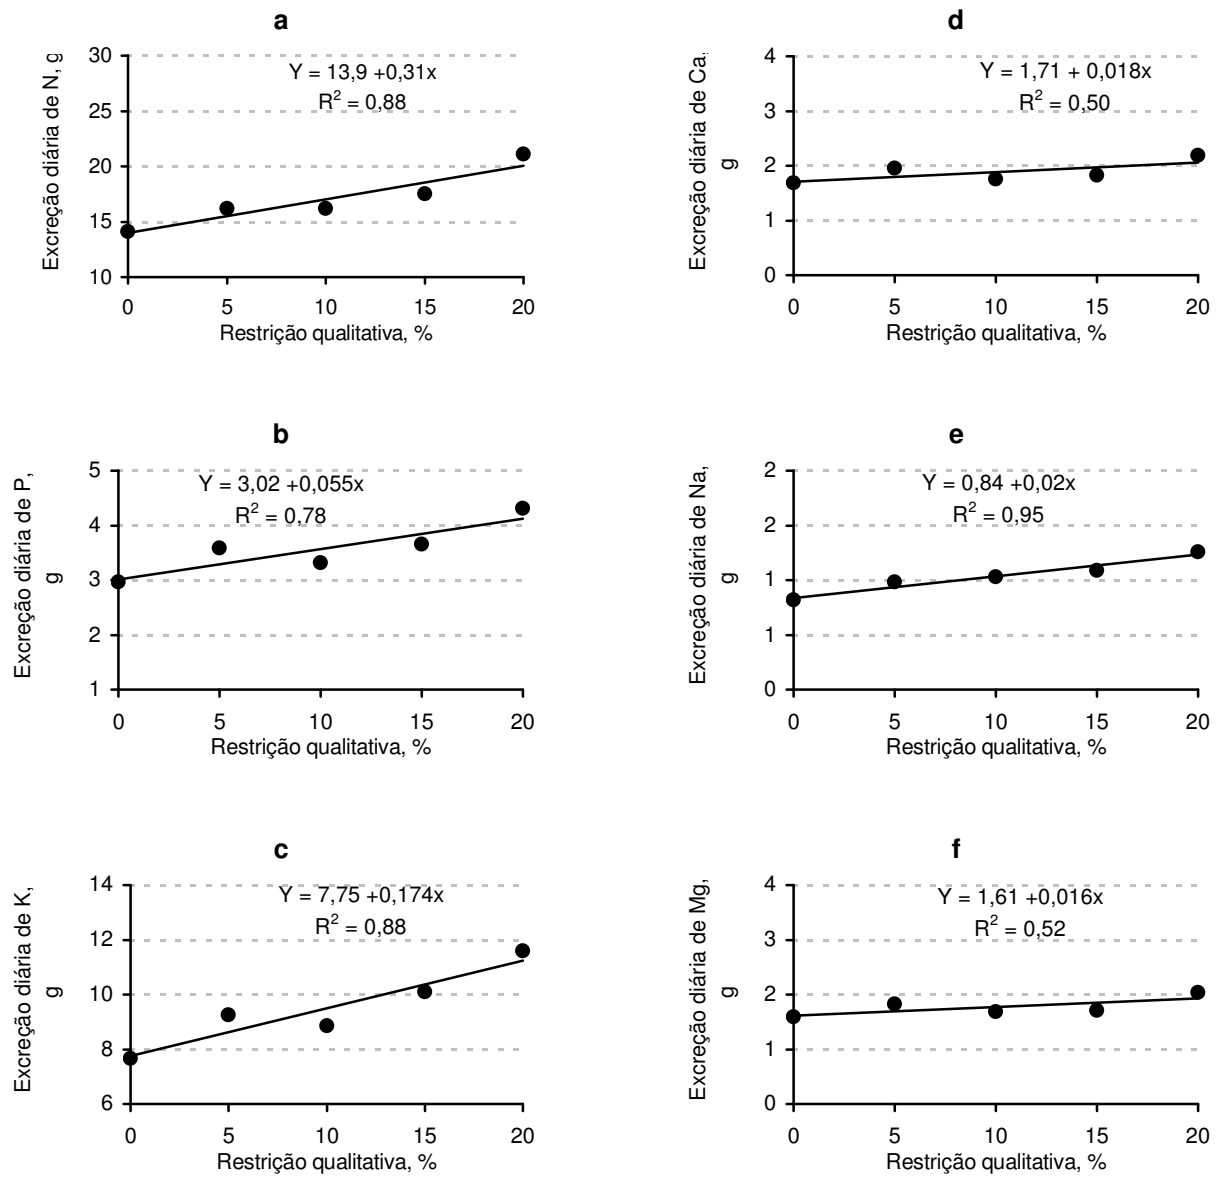 a
Excreção diária de N, g
30
25
20
15
10
Y = 13,9 +0,31x
R² = 0,88
0 5 10 15 20
Restrição qualitativa, %
d
Excreção diária de Ca,
g
4
3
2
1
0
Y = 1,71 + 0,018x
R² = 0,50
0 5 10 15 20
Restrição qualitativa, %
b
Excreção diária de P,
g
5
4
3
2
1
Y = 3,02 +0,055x
R² = 0,78
0 5 10 15 20
Restrição qualitativa, %
e
Excreção diária de Na,
g
2
2
1
1
0
Y = 0,84 +0,02x
R² = 0,95
0 5 10 15 20
Restrição qualitativa, %
c
Excreção diária de K,
g
14
12
10
8
6
Y = 7,75 +0,174x
R² = 0,88
0 5 10 15 20
Restrição qualitativa, %
f
Excreção diária de Mg,
g
4
3
2
1
0
Y = 1,61 +0,016x
R² = 0,52
0 5 10 15 20
Restrição qualitativa, %